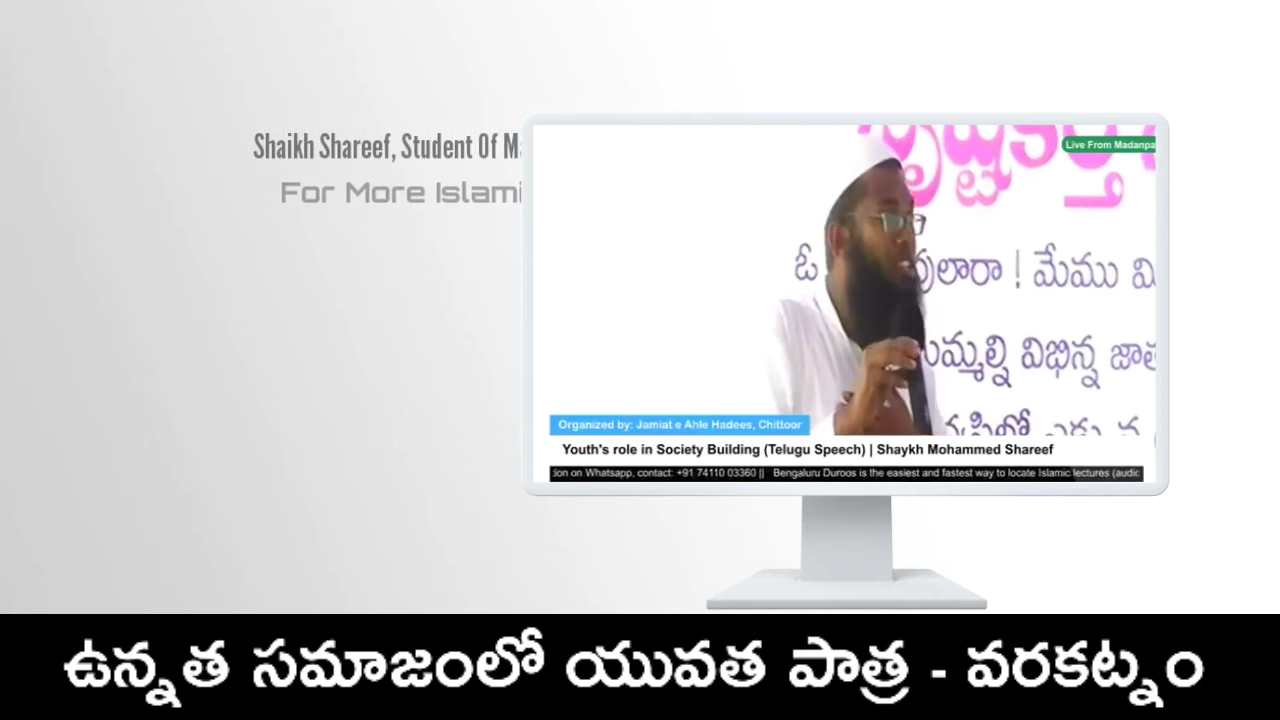 Shaikh Shareef, Student Of
For More Islami
Live From Madanpa
ఓ ! మేము మి
విభిన్న జాత
Organized by: Jamiat e Ahle Hadees, Chittoor
Youth's role in Society Building (Telugu Speech) | Shaykh Mohammed Shareef
ion on Whatsapp, contact: +91 74110 03360 || Bengaluru Duroos is the easiest and fastest way to locate Islamic lectures (audio
ఉన్నత సమాజంలో యువత పాత్ర - వరకట్నం